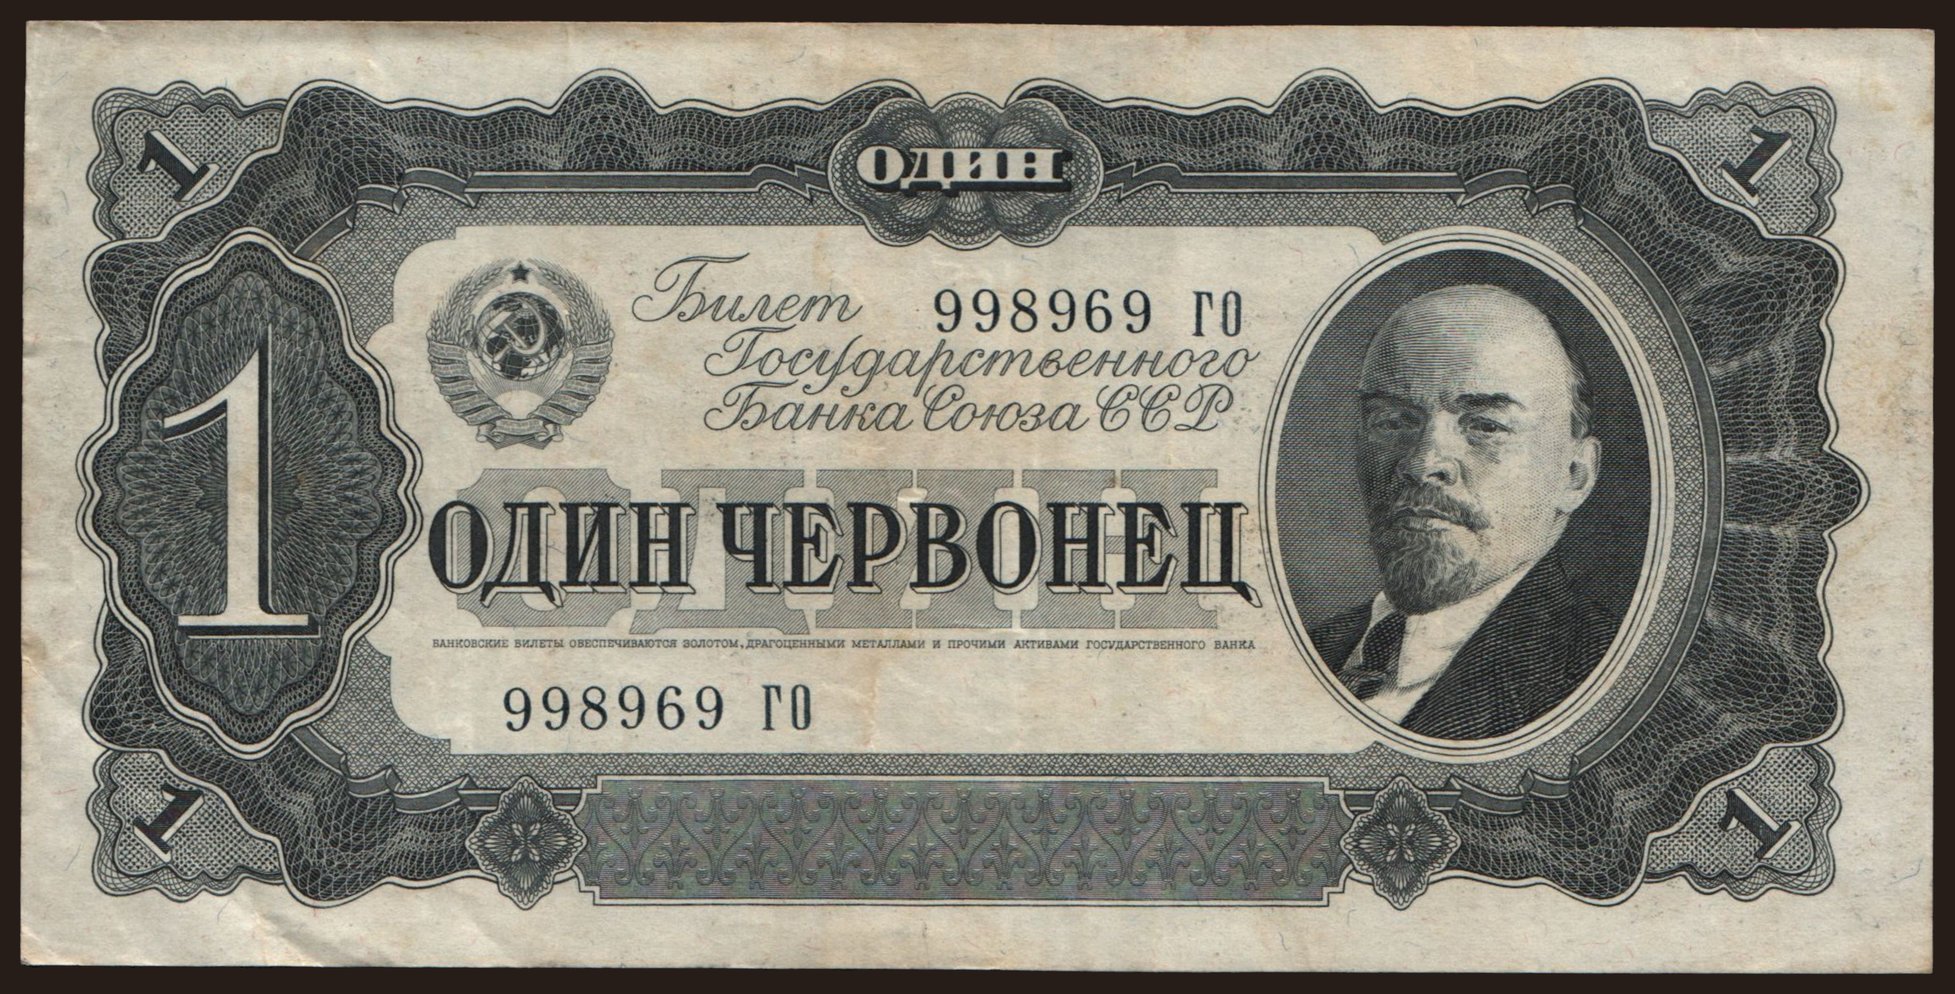 1
ОДИН
1
Билет 998969 ГО
Государственного
Банка Союза ССР
1
ОДИН
ОДИН ЧЕРВОНЕЦ
БАНКОВСКИЕ БИЛЕТЫ ОБЕСПЕЧИВАЮТСЯ ЗОЛОТОМ, ДРАГОЦЕННЫМИ МЕТАЛЛАМИ И ПРОЧИМИ АКТИВАМИ ГОСУДАРСТВЕННОГО БАНКА
998969 ГО
1
1